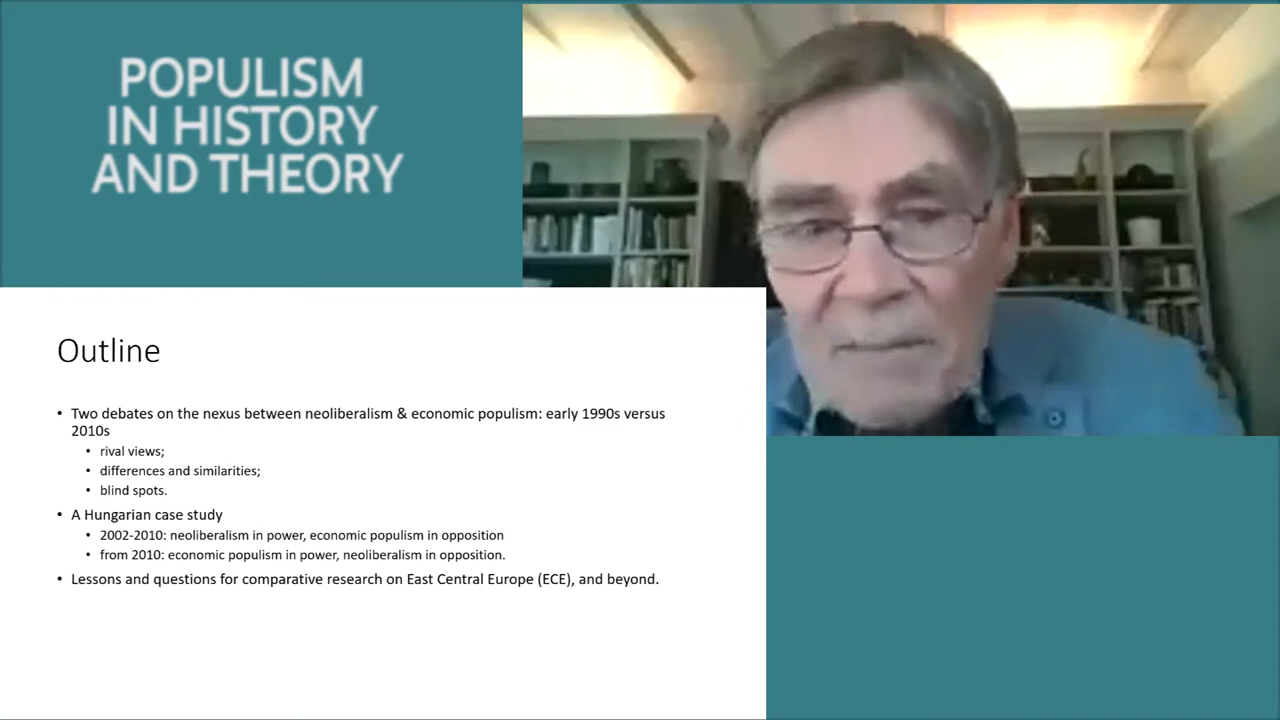 POPULISM
IN HISTORY
AND THEORY
Outline
• Two debates on the nexus between neoliberalism & economic populism: early 1990s versus
2010s
• rival views;
• differences and similarities;
• blind spots.
• A Hungarian case study
• 2002-2010: neoliberalism in power, economic populism in opposition
• from 2010: economic populism in power, neoliberalism in opposition.
• Lessons and questions for comparative research on East Central Europe (ECE), and beyond.